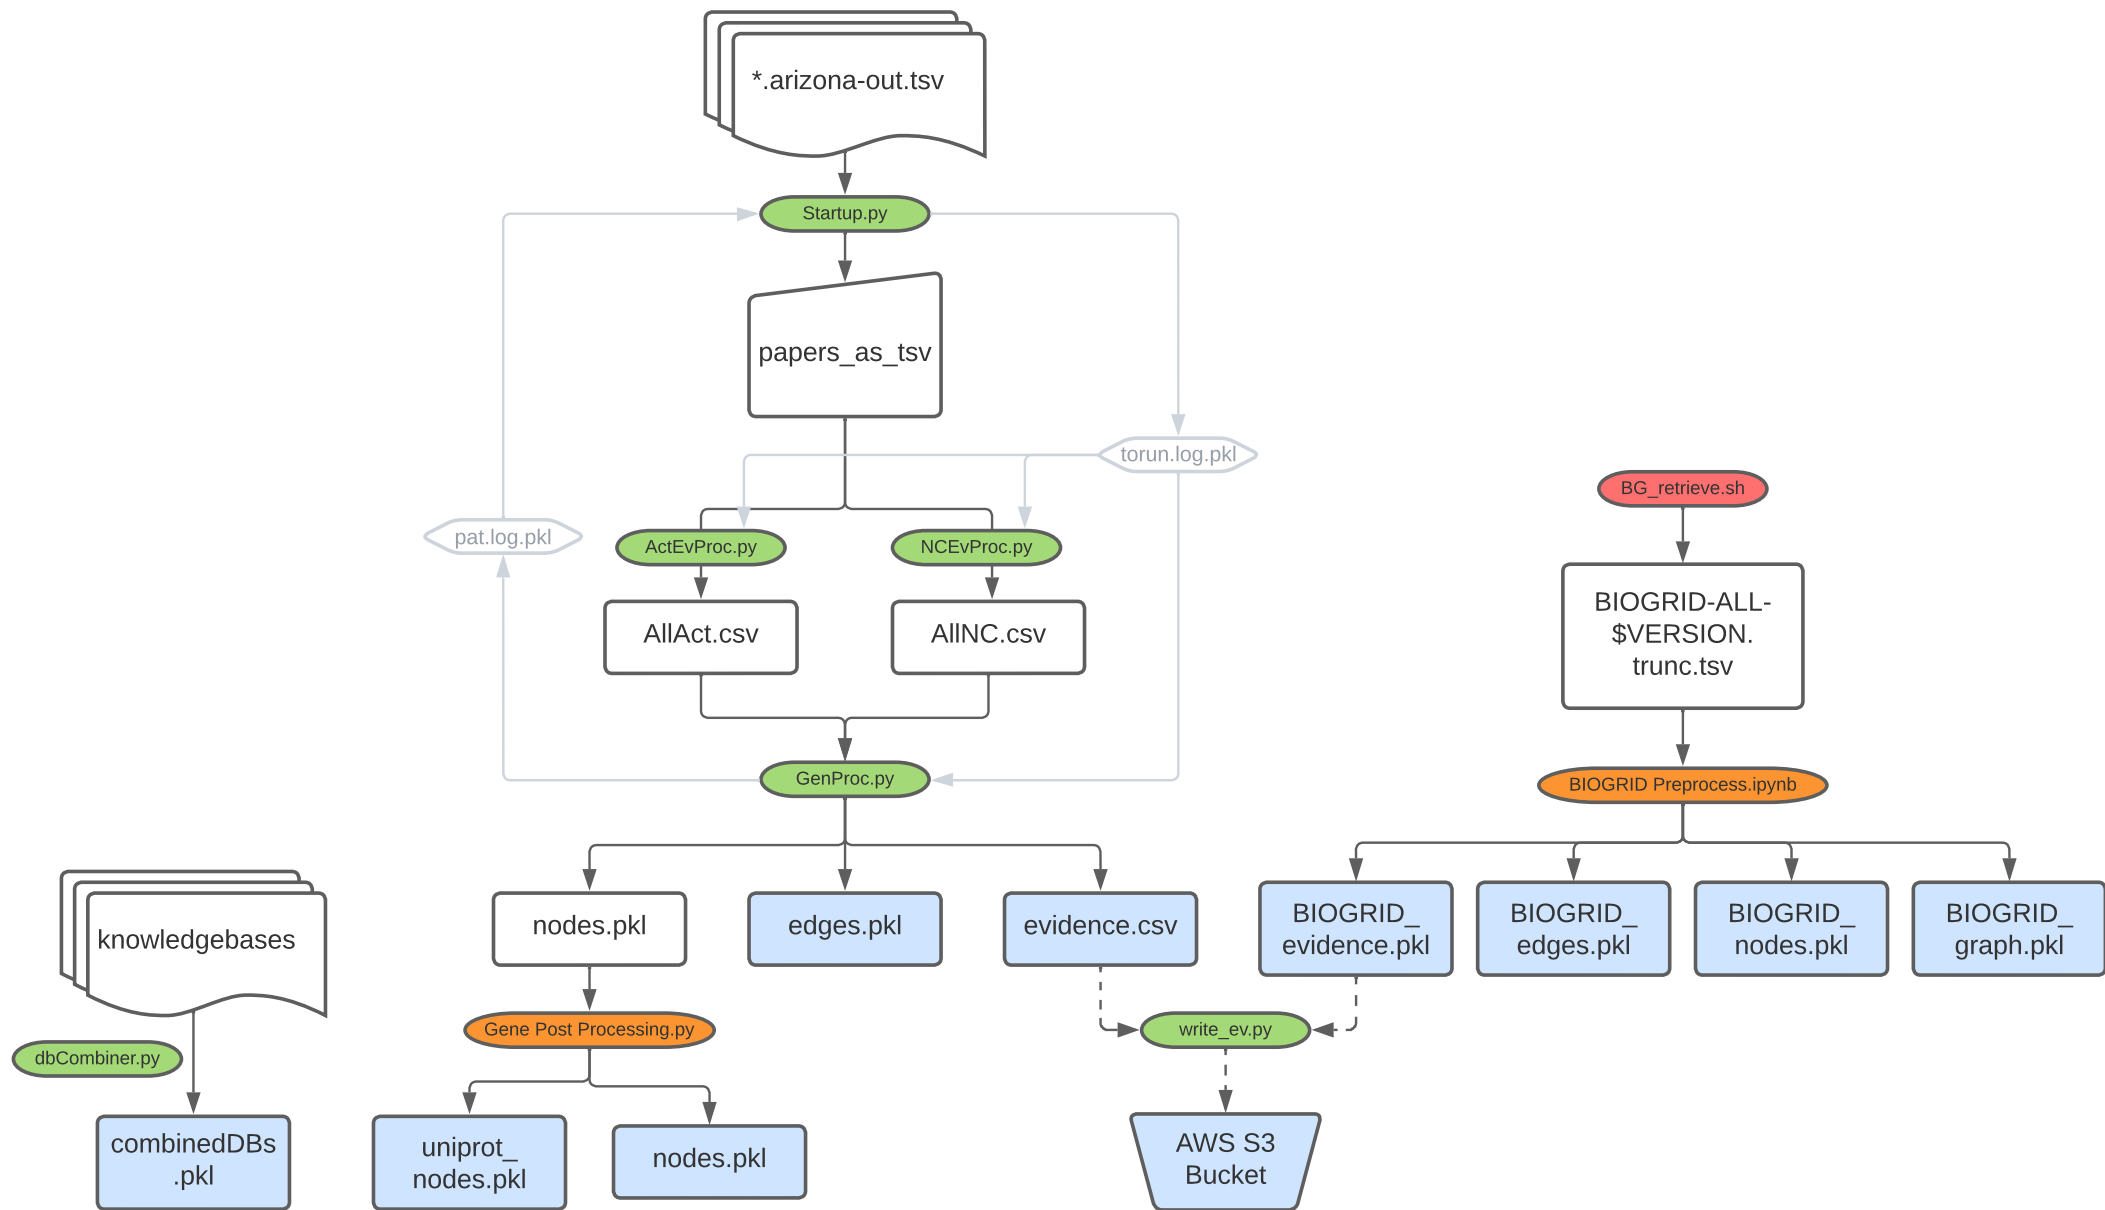 *.arizona-out.tsv
Startup.py
papers_as_tsv
torun.log.pkl
pat.log.pkl
ActEvProc.py
NCEvProc.py
AllAct.csv
AllNC.csv
GenProc.py
nodes.pkl
edges.pkl
evidence.csv
Gene Post Processing.py
uniprot_
nodes.pkl
nodes.pkl
write_ev.py
AWS S3
Bucket
knowledgebases
dbCombiner.py
combinedDBs
.pkl
BG_retrieve.sh
BIOGRID-ALL-
$VERSION.
trunc.tsv
BIOGRID Preprocess.ipynb
BIOGRID_
evidence.pkl
BIOGRID_
edges.pkl
BIOGRID_
nodes.pkl
BIOGRID_
graph.pkl